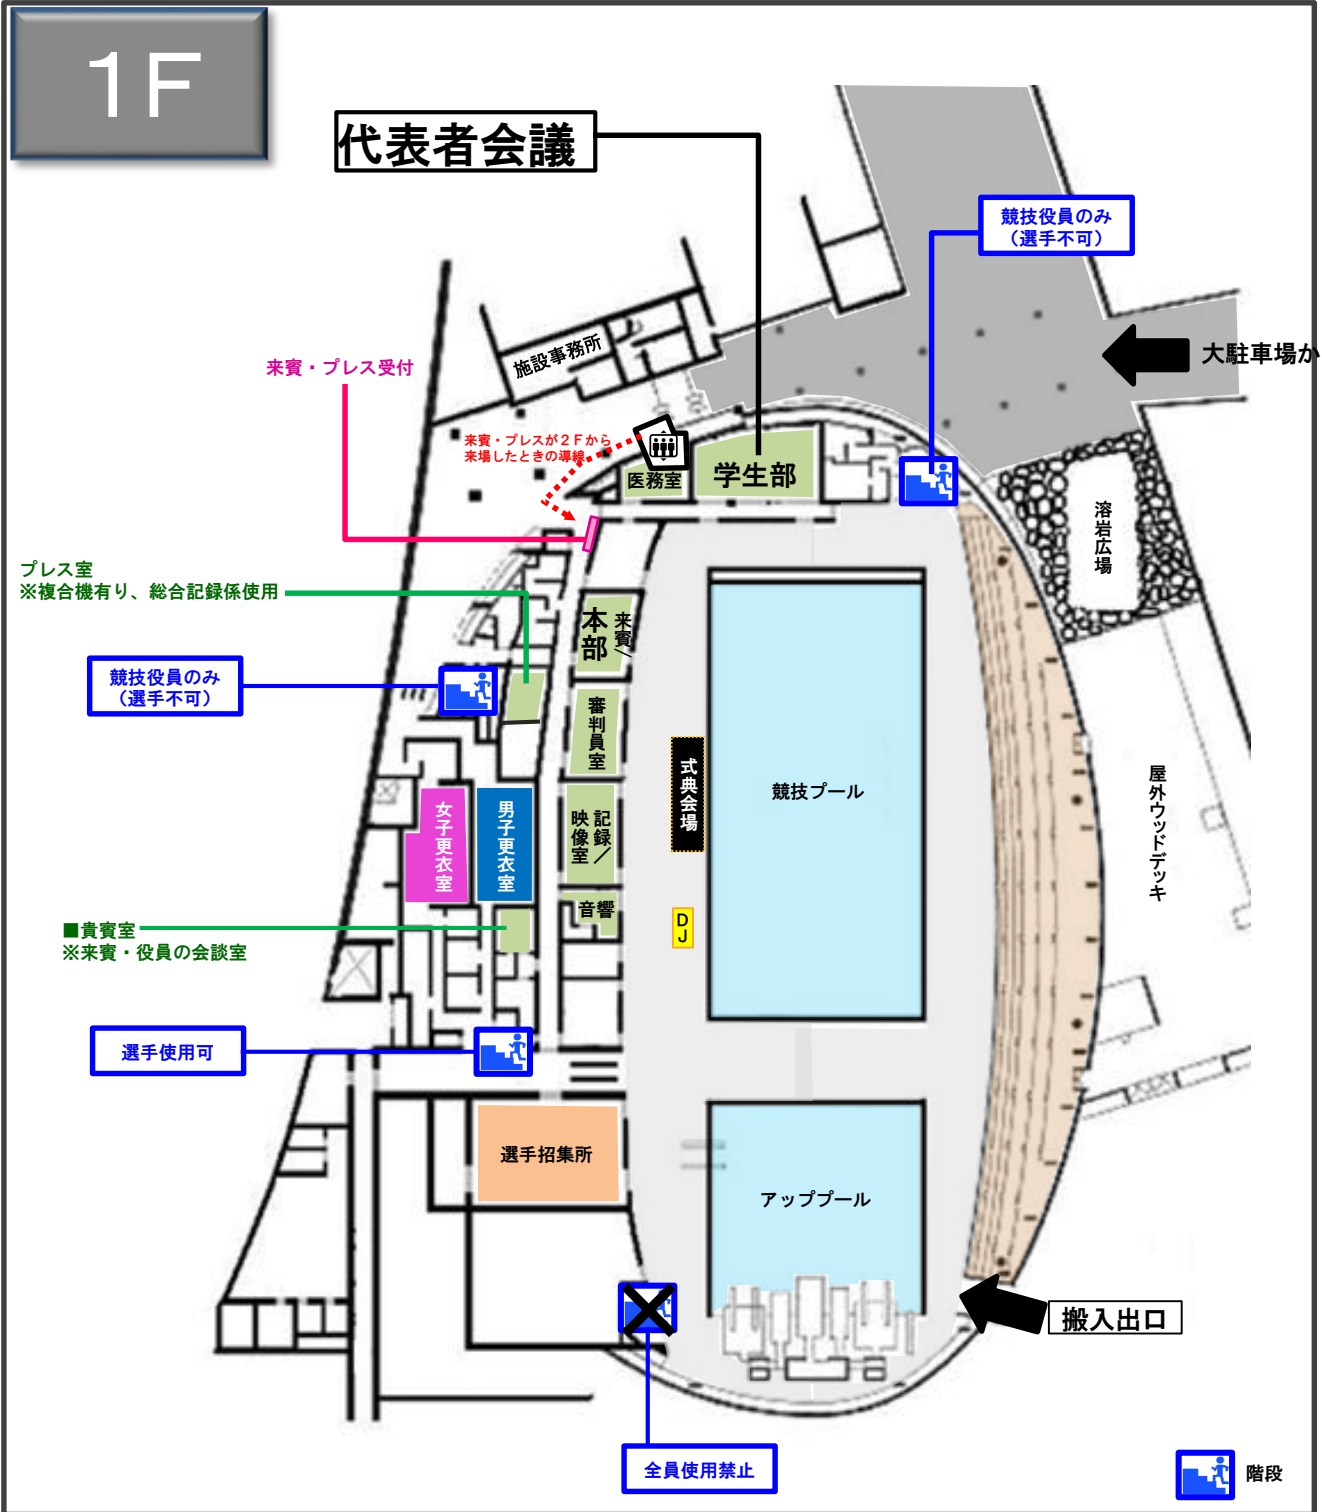 1F
代表者会議
競技役員のみ
（選手不可）
大駐車場か
施設事務所
来賓・プレス受付
来賓・プレスが２Ｆから
来場したときの導線
医務室
学生部
溶岩広場
プレス室
※複合機有り、総合記録係使用
本部
来賓／
競技役員のみ
（選手不可）
審判員室
式典会場
競技プール
屋外ウッドデッキ
女子更衣室
男子更衣室
記録／
映像室
音響
DJ
■貴賓室
※来賓・役員の会談室
選手使用可
選手招集所
アッププール
搬入出口
全員使用禁止
階段